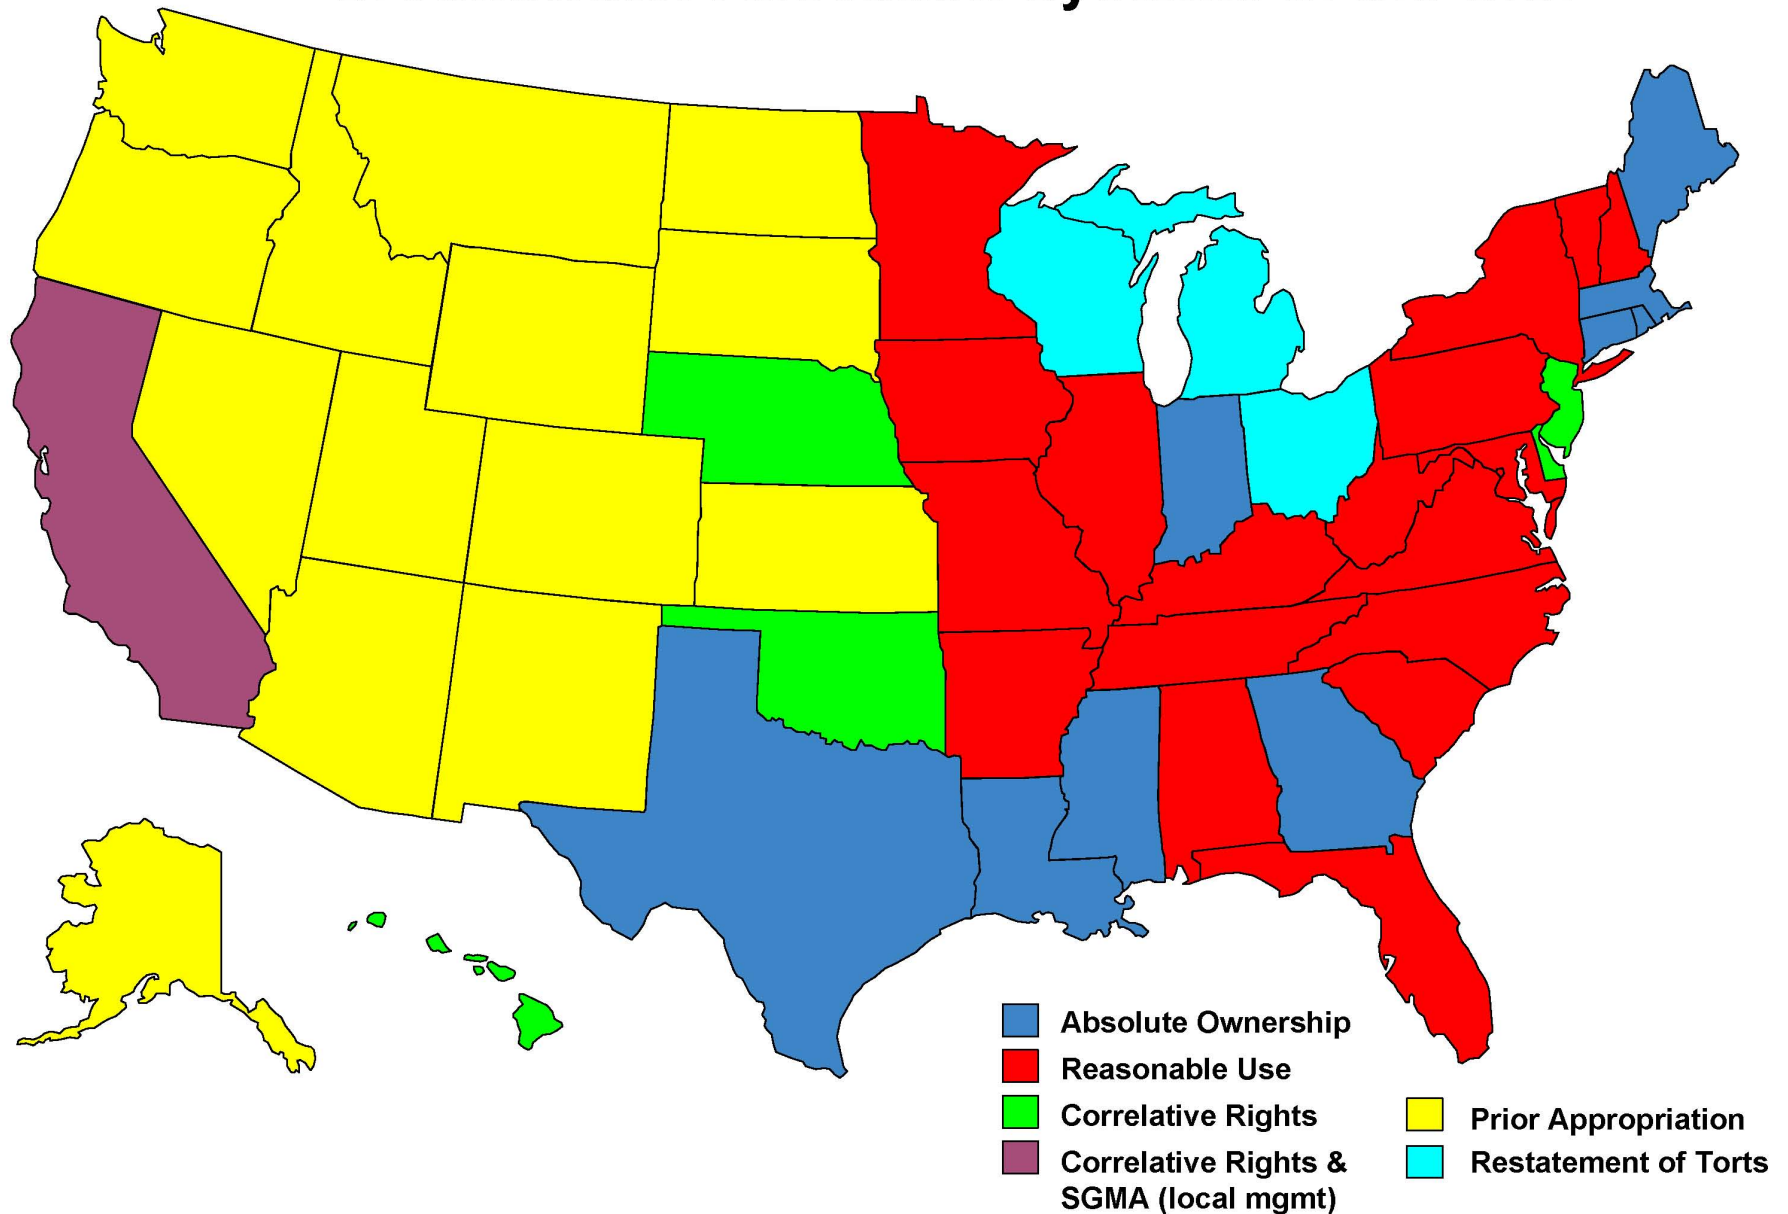 Absolute Ownership
Reasonable Use
Correlative Rights
Correlative Rights &
SGMA (local mgmt)
Prior Appropriation
Restatement of Torts